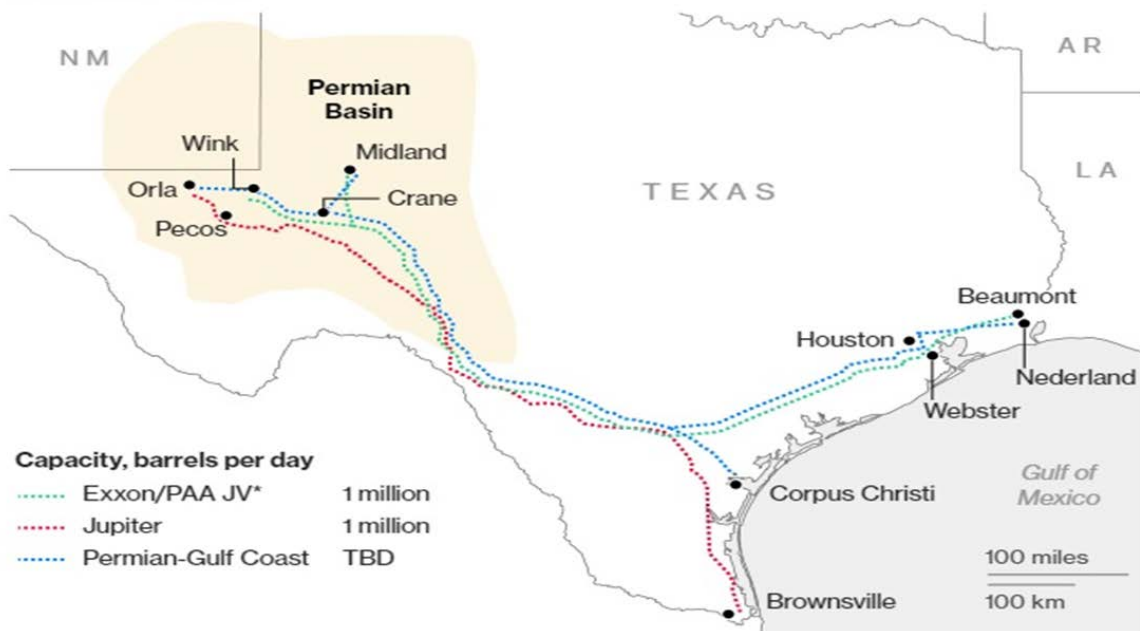 NM
AR
Permian
Basin
Wink
Midland
Orla
Crane
LA
TEXAS
Pecos
Beaumont
Houston
Nederland
Webster
Capacity, barrels per day
Exxon/PAA JV* 1 million
Jupiter 1 million
Permian-Gulf Coast TBD
Corpus Christi
Gulf of
Mexico
100 miles
100 km
Brownsville